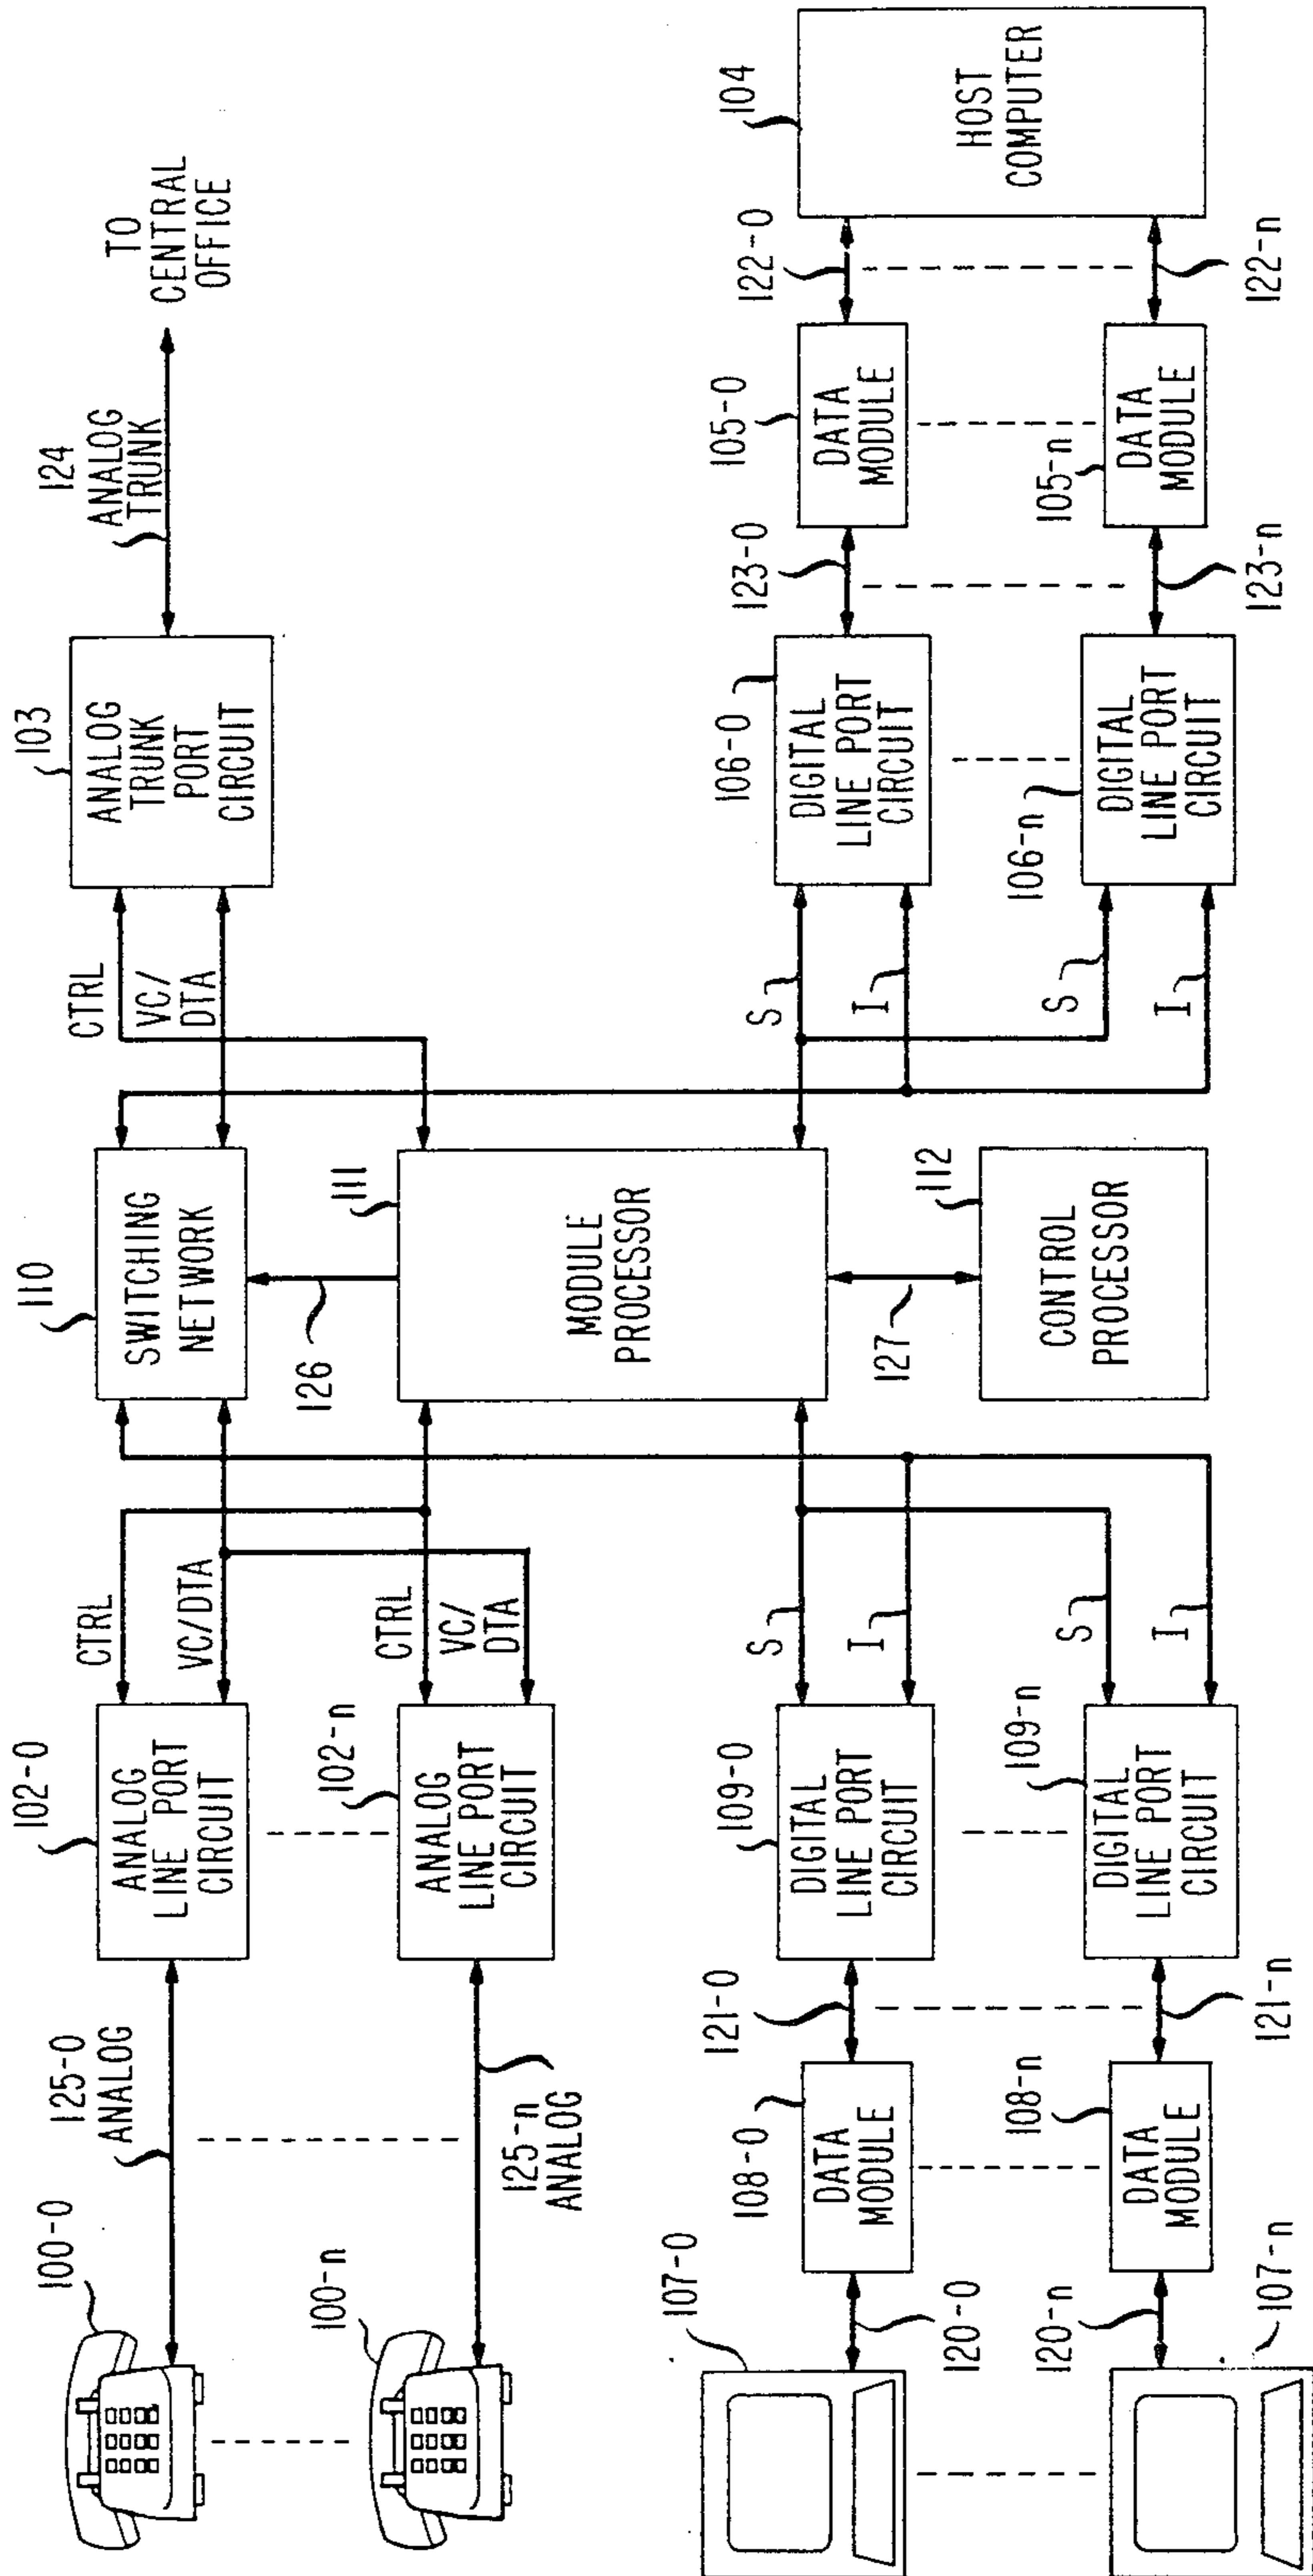 100-0
125-0
ANALOG
102-0
ANALOG
LINE PORT
CIRCUIT
CTRL
VC/DTA
110
SWITCHING
NETWORK
CTRL
VC/
DTA
103
ANALOG
TRUNK
PORT
CIRCUIT
124
ANALOG
TRUNK
TO
CENTRAL
OFFICE
100-n
125-n
ANALOG
102-n
ANALOG
LINE PORT
CIRCUIT
CTRL
VC/
DTA
126
111
MODULE
PROCESSOR
107-0
120-0
108-0
DATA
MODULE
121-0
109-0
DIGITAL
LINE PORT
CIRCUIT
S
I
127
112
CONTROL
PROCESSOR
S
I
106-0
DIGITAL
LINE PORT
CIRCUIT
123-0
105-0
DATA
MODULE
122-0
104
HOST
COMPUTER
107-n
120-n
108-n
DATA
MODULE
121-n
109-n
DIGITAL
LINE PORT
CIRCUIT
S
I
S
I
106-n
DIGITAL
LINE PORT
CIRCUIT
123-n
105-n
DATA
MODULE
122-n